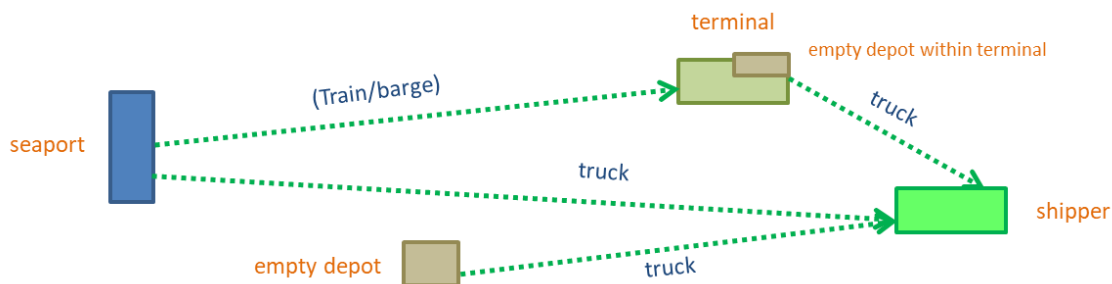 terminal
empty depot within terminal
(Train/barge)
truck
seaport
truck
shipper
empty depot
truck